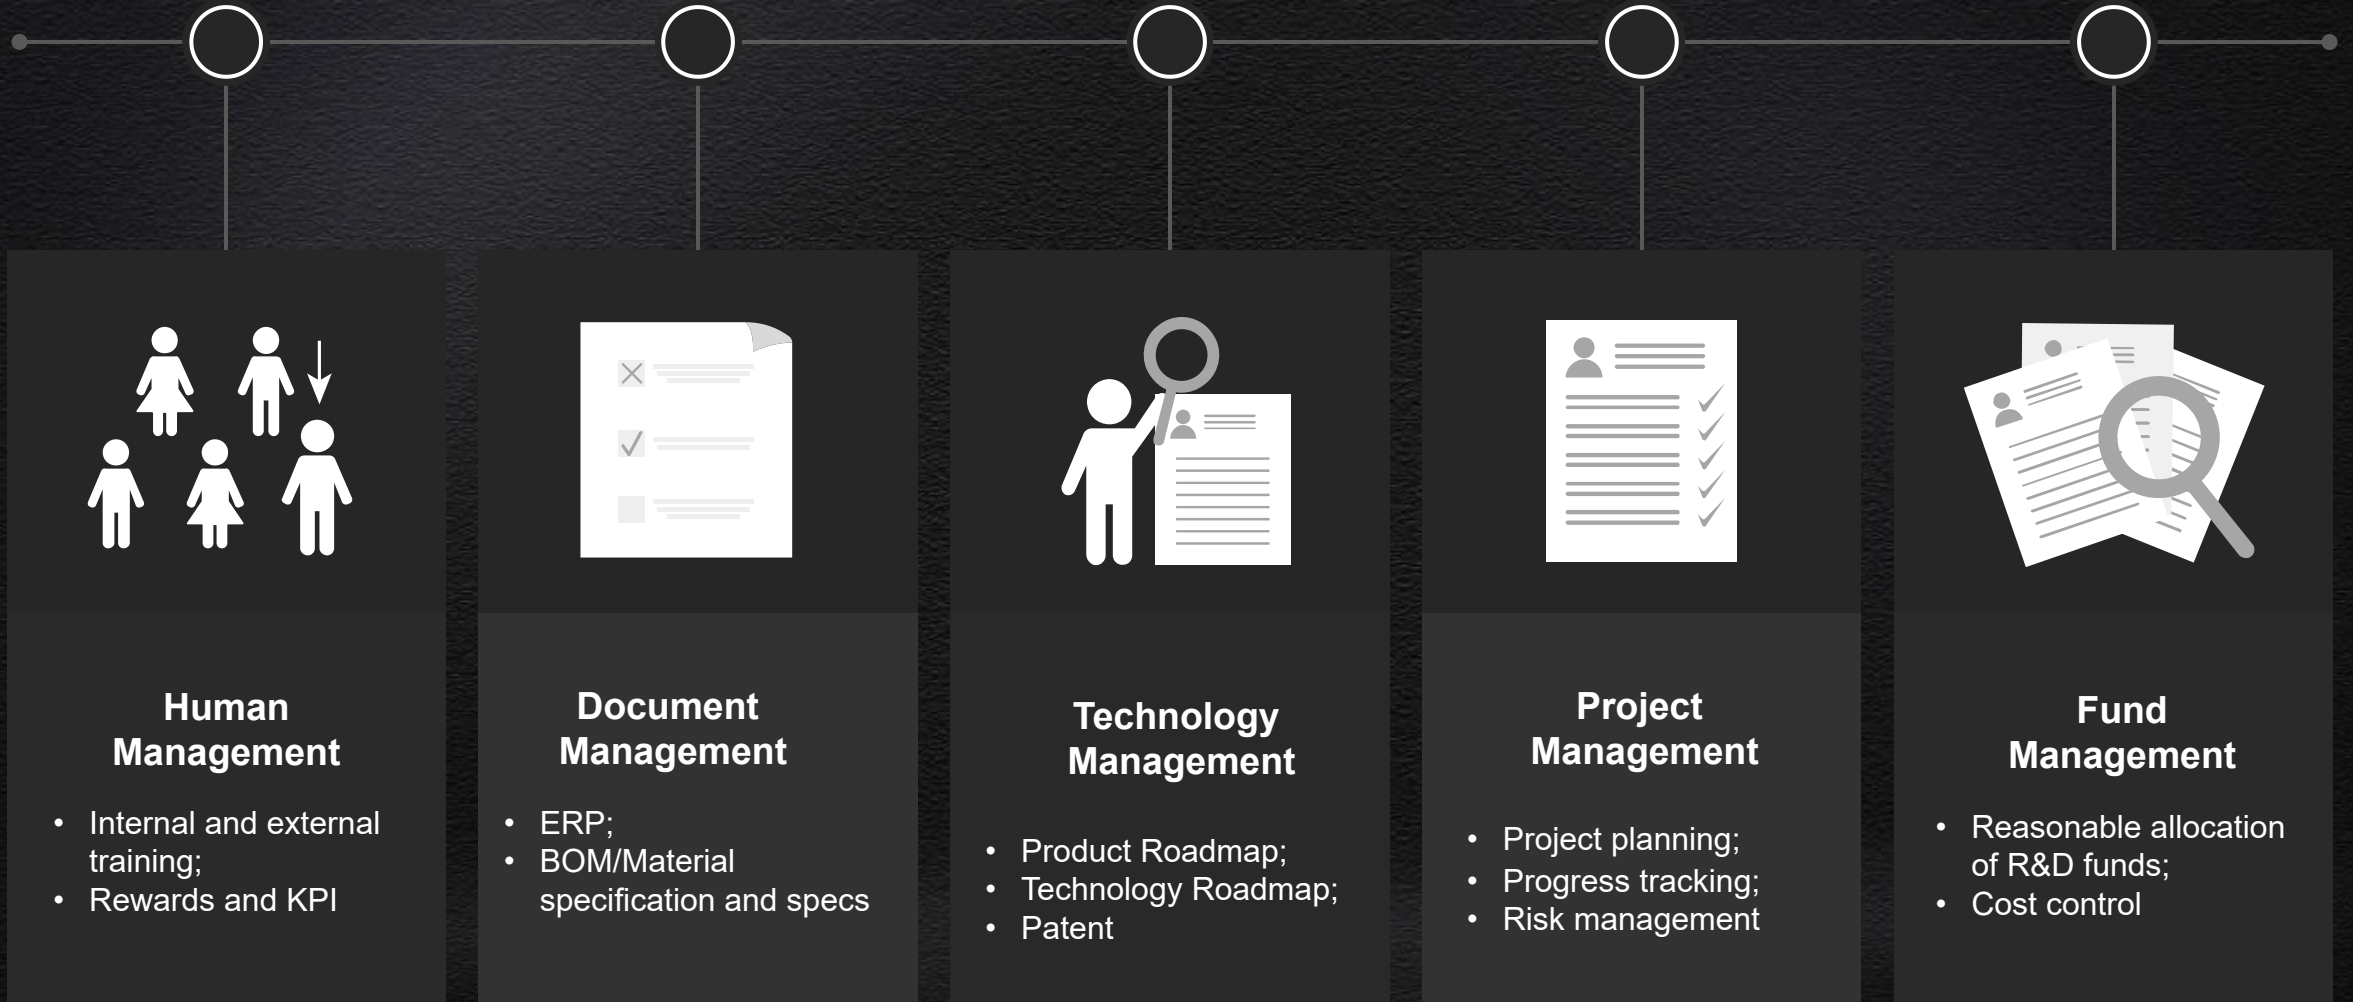 Human
Management
• Internal and external
training;
• Rewards and KPI
Document
Management
• ERP;
• BOM/Material
specification and specs
Technology
Management
• Product Roadmap;
• Technology Roadmap;
• Patent
Project
Management
• Project planning;
• Progress tracking;
• Risk management
Fund
Management
• Reasonable allocation
of R&D funds;
• Cost control